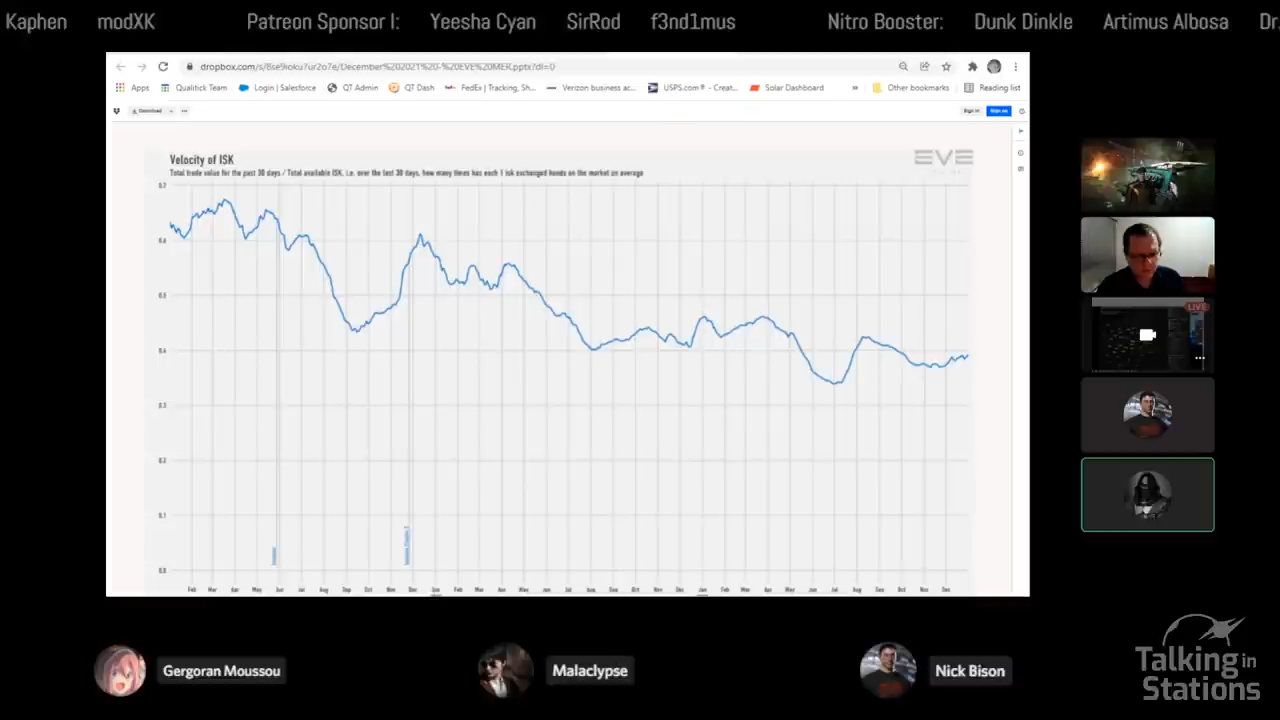 Kaphen modXK Patreon Sponsor I: Yeesha Cyan SirRod f3nd1mus Nitro Booster: Dunk Dinkle Artimus Albosa
dropbox.com/s/8se9ioku7ur2o7e/December%202021%20-%20EVE%20MER.pptx?dl=0
Apps Qualitick Team Login | Salesforce QT Admin QT Dash FedEx | Tracking, Sh... Verizon business ac... USPS.com® - Creat... Solar Dashboard » Other bookmarks Reading list
Download Sign in Sign up
Velocity of ISK
EVE
Total trade value for the past 30 days / Total available ISK, i.e. over the last 30 days, how many times has each 1 isk exchanged hands on the market on average
0.7
0.6
0.5
0.4
0.3
0.2
0.1
0.0
Feb Mar Apr May Jun Jul Aug Sep Oct Nov Dec Jan Feb Mar Apr May Jun Jul Aug Sep Oct Nov Dec Jan Feb Mar Apr May Jun Jul Aug Sep Oct Nov Dec
LIVE
Gergoran Moussou
Malaclypse
Nick Bison
Talking in Stations